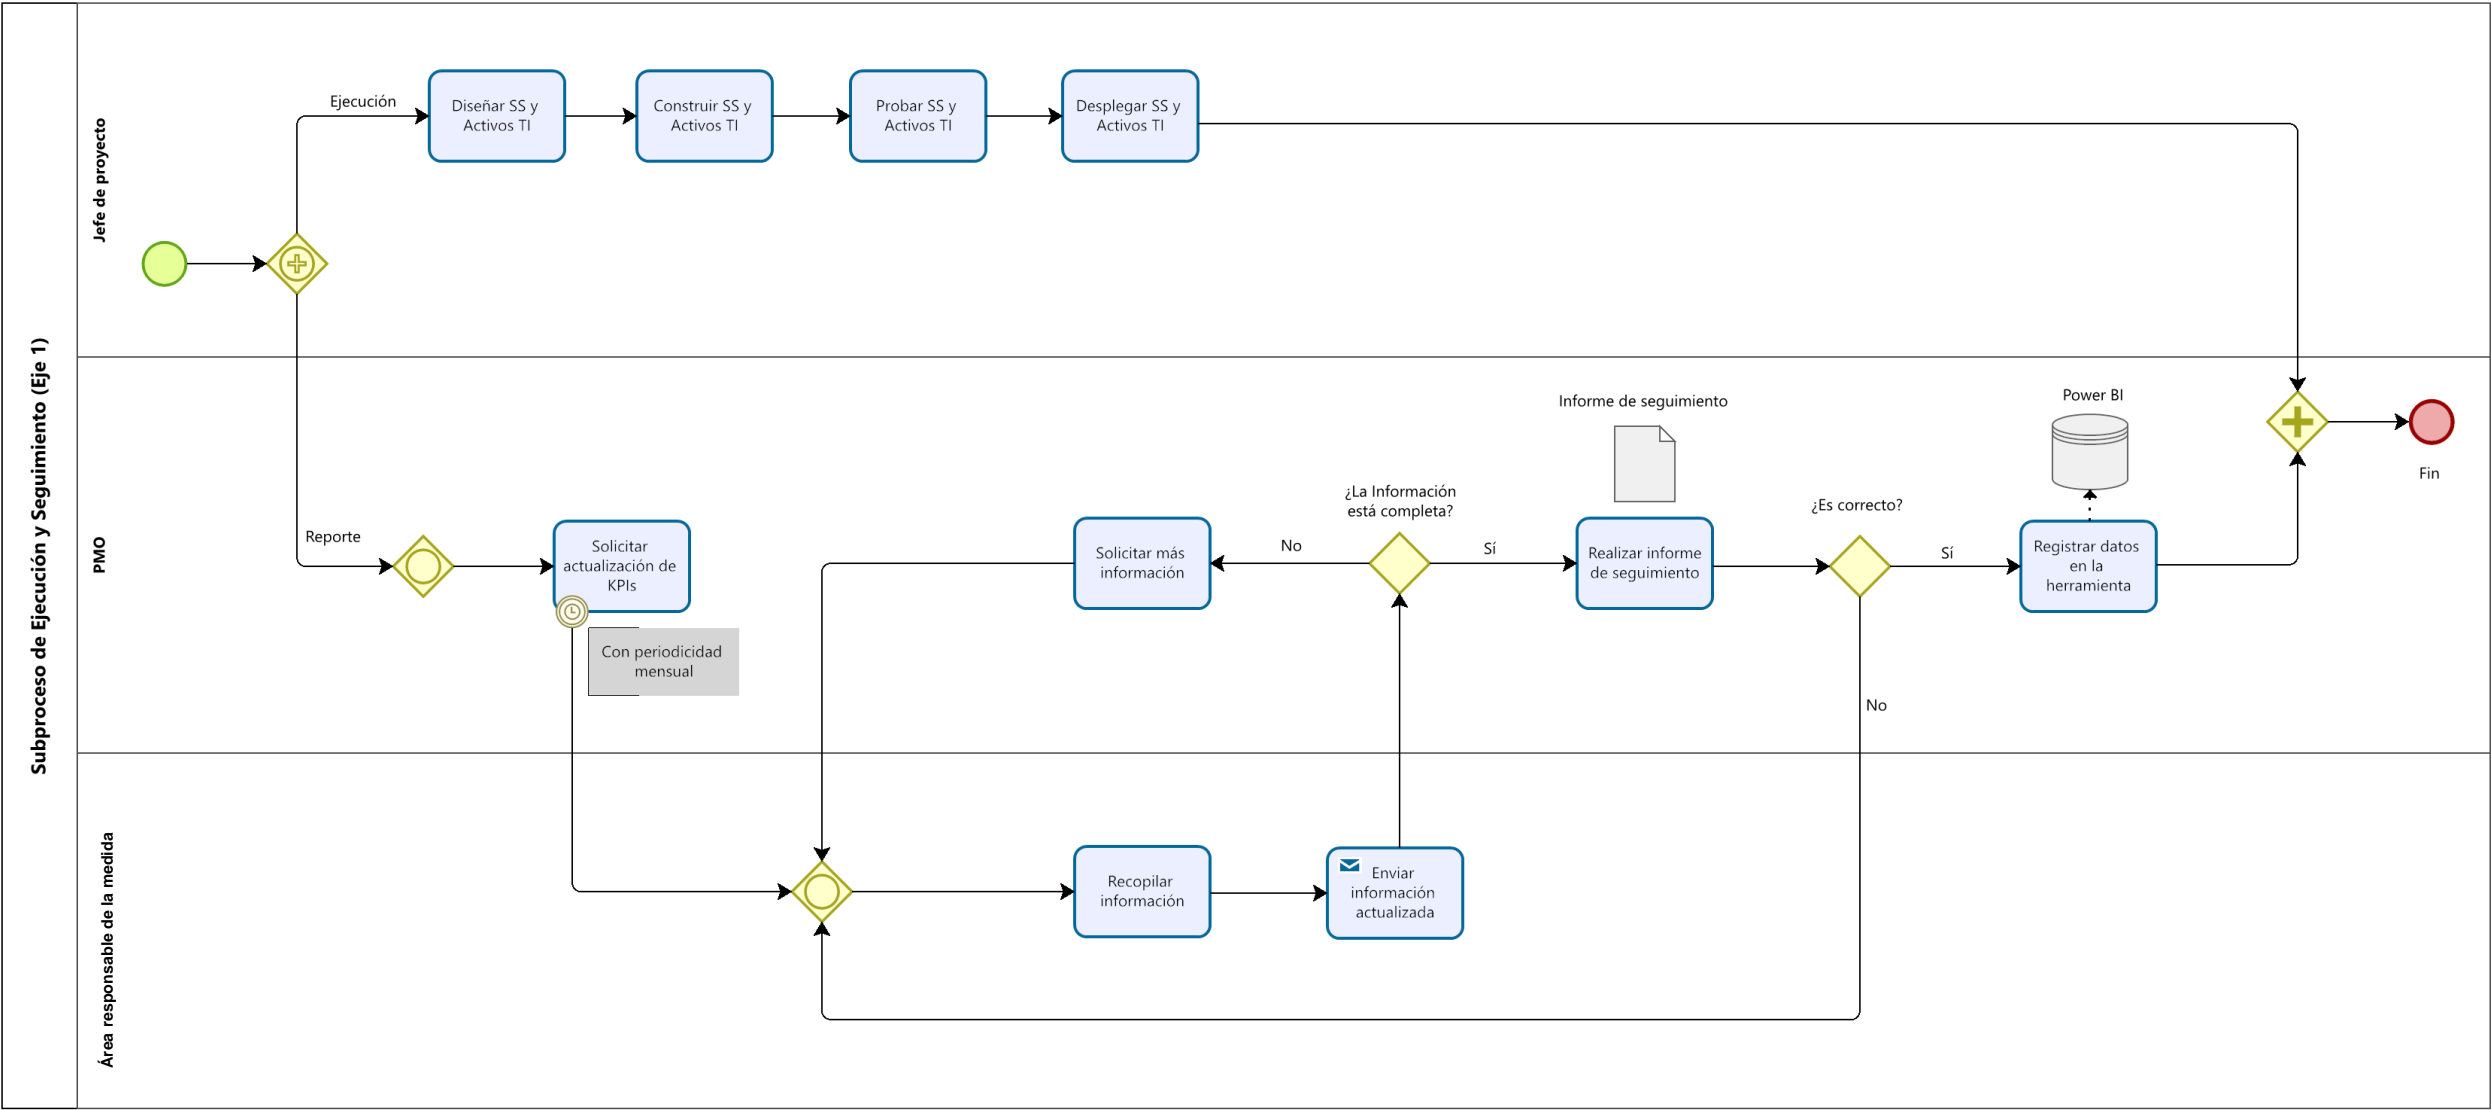 Subproceso de Ejecución y Seguimiento (Eje 1)
Jefe de proyecto
Ejecución
Diseñar SS y
Activos TI
Construir SS y
Activos TI
Probar SS y
Activos TI
Desplegar SS y
Activos TI
PMO
Reporte
Solicitar
actualización de
KPIs
Con periodicidad
mensual
Solicitar más
información
No
¿La Información
está completa?
Sí
Informe de seguimiento
Realizar informe
de seguimiento
¿Es correcto?
Sí
No
Power BI
Registrar datos
en la
herramienta
Fin
Área responsable de la medida
Recopilar
información
Enviar
información
actualizada